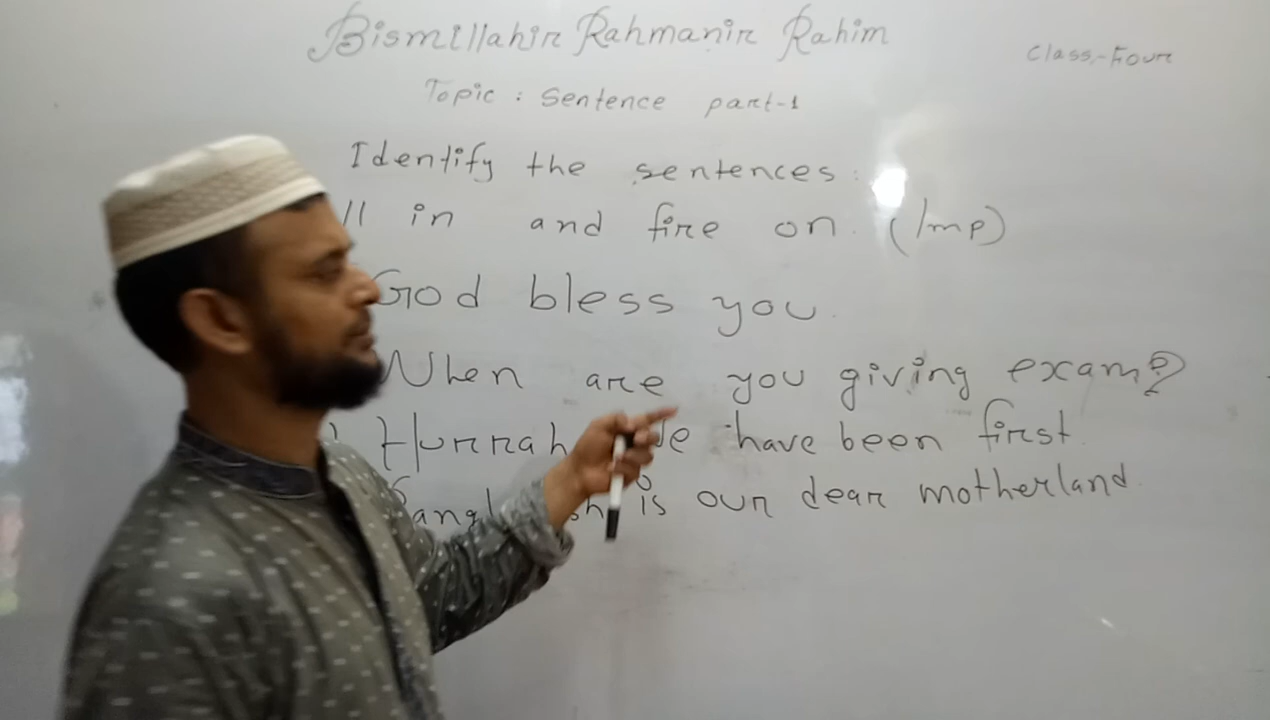 Bismillahir Rahmanir Rahim
Class-Four
Topic : Sentence part-1
Identify the sentences :
ll in and fire on. (Imp)
God bless you.
When are you giving exam?
Hurrah we have been first.
is our dear motherland.